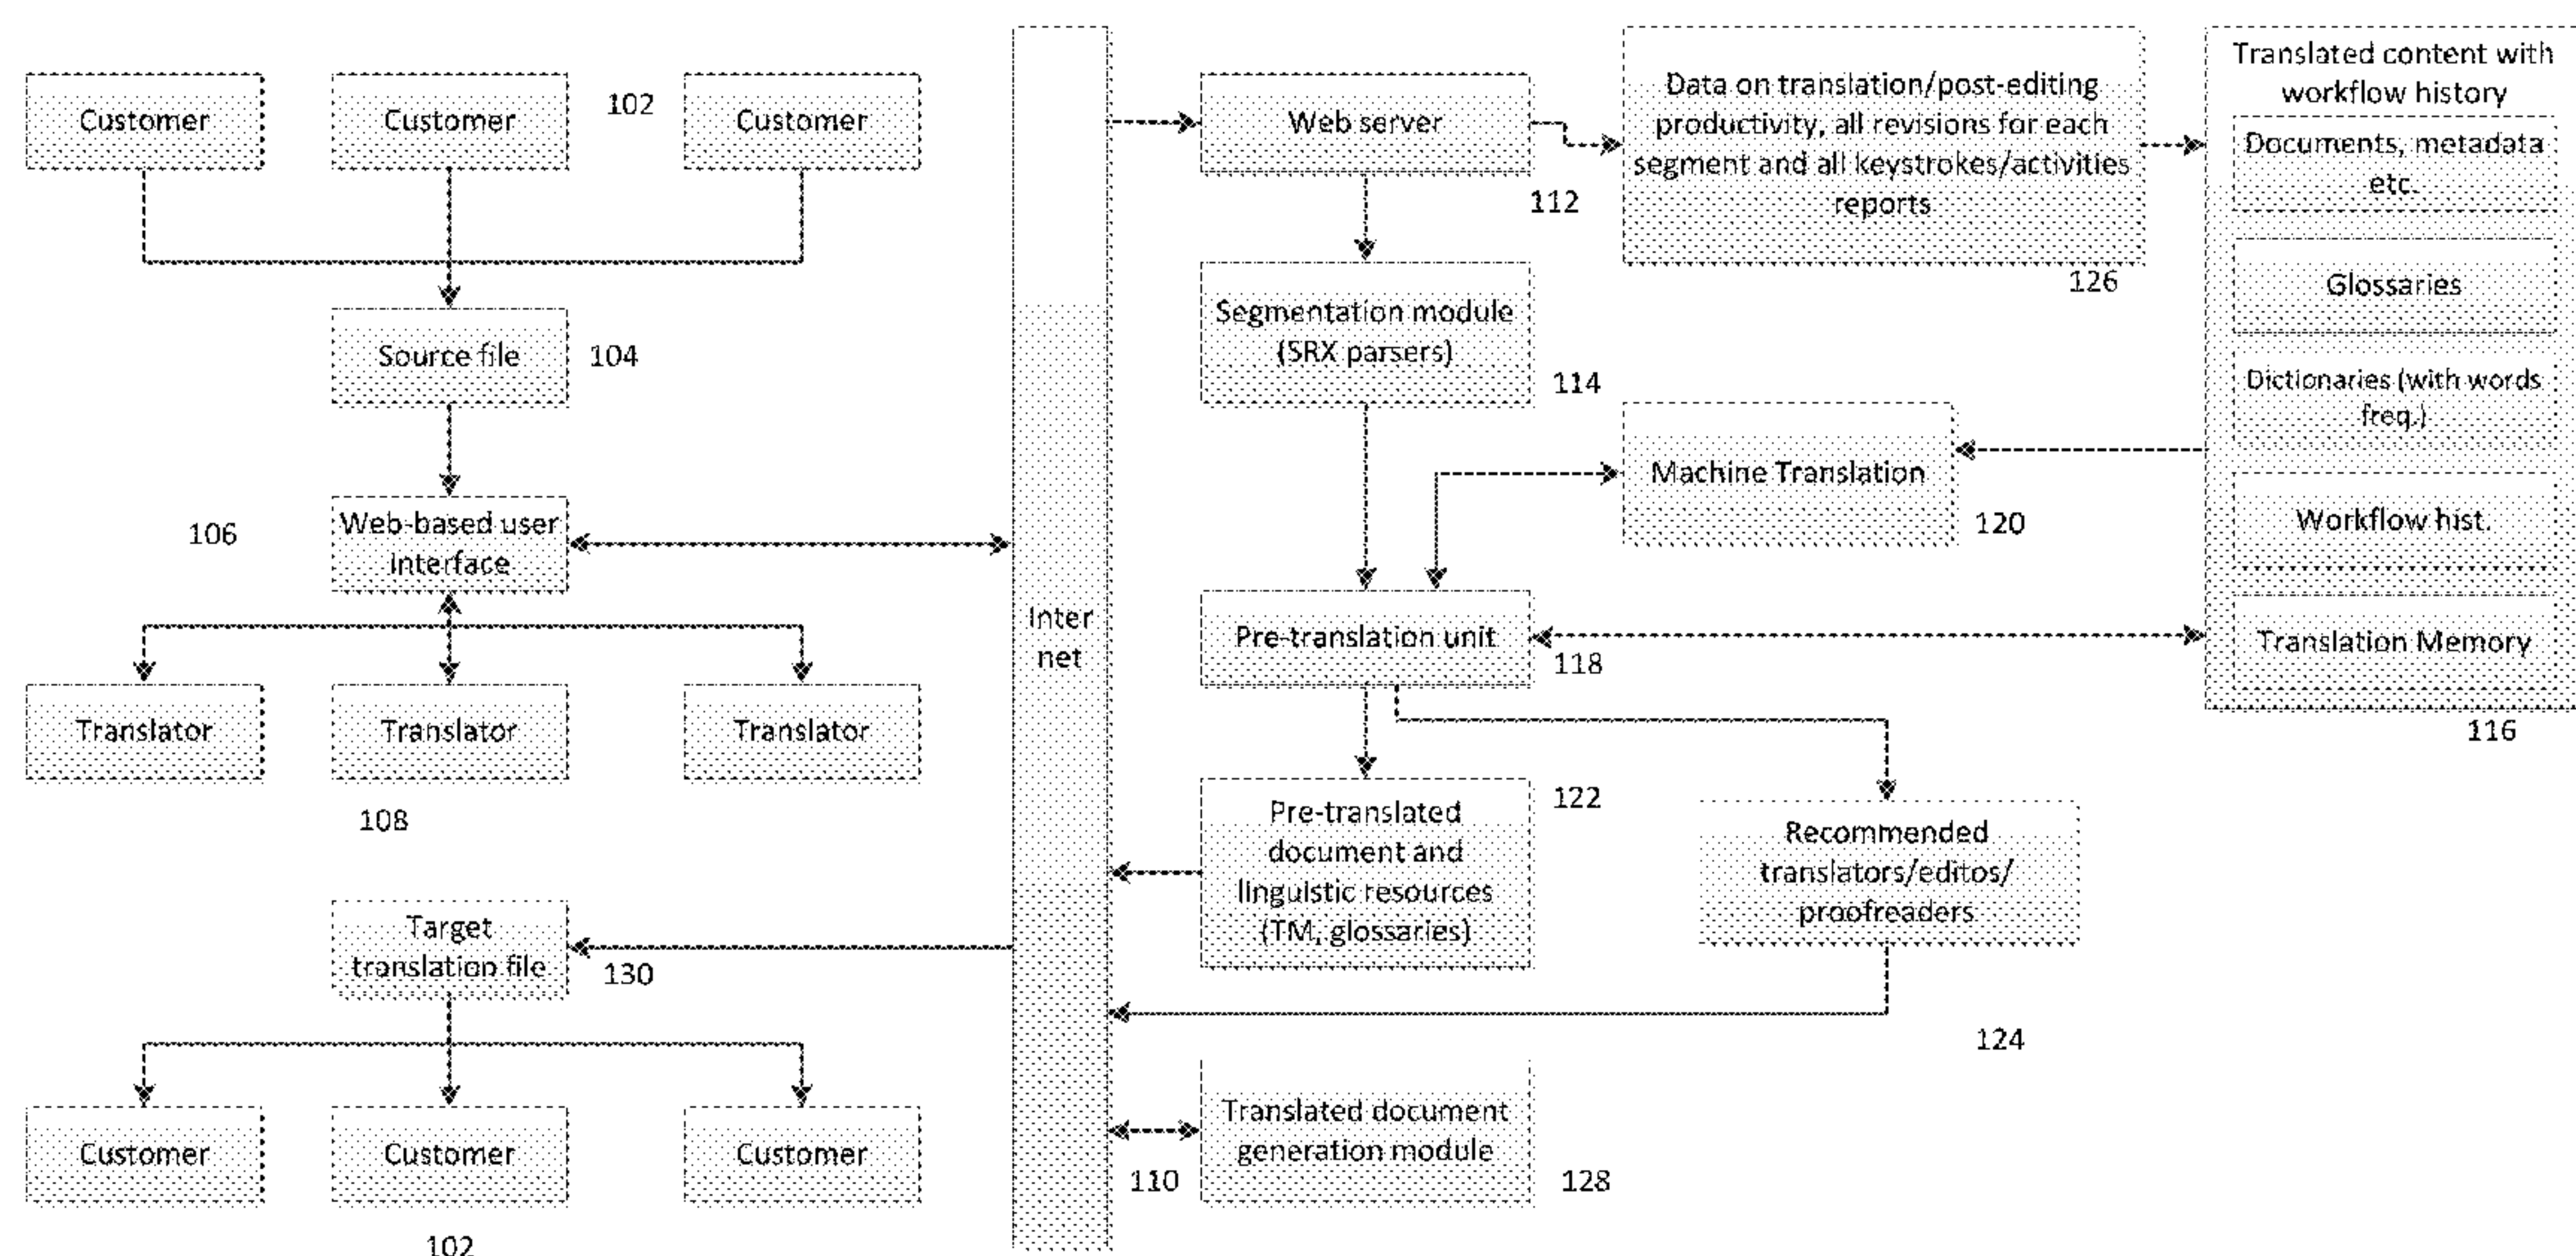 Customer
Customer
102
Customer
Source file
104
106
Web-based user
interface
Translator
Translator
Translator
108
Target
translation file
130
Customer
Customer
Customer
102
Inter
net
110
Web server
112
Segmentation module
(SRX parsers)
114
Machine Translation
120
Pre-translation unit
118
Pre-translated
document and
linguistic resources
(TM, glossaries)
122
Recommended
translators/editos/
proofreaders
124
Translated document
generation module
128
Data on translation/post-editing
productivity, all revisions for each
segment and all keystrokes/activities
reports
126
Translated content with
workflow history
Documents, metadata
etc.
Glossaries
Dictionaries (with words
freq.)
Workflow hist.
Translation Memory
116